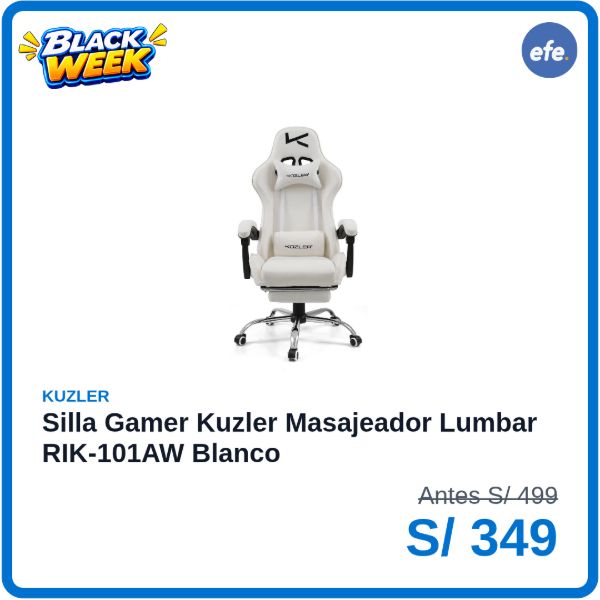 BLACK
WEEK
efe.
KUZLER
KUZLER
KUZLER
Silla Gamer Kuzler Masajeador Lumbar
RIK-101AW Blanco
Antes S/ 499
S/ 349